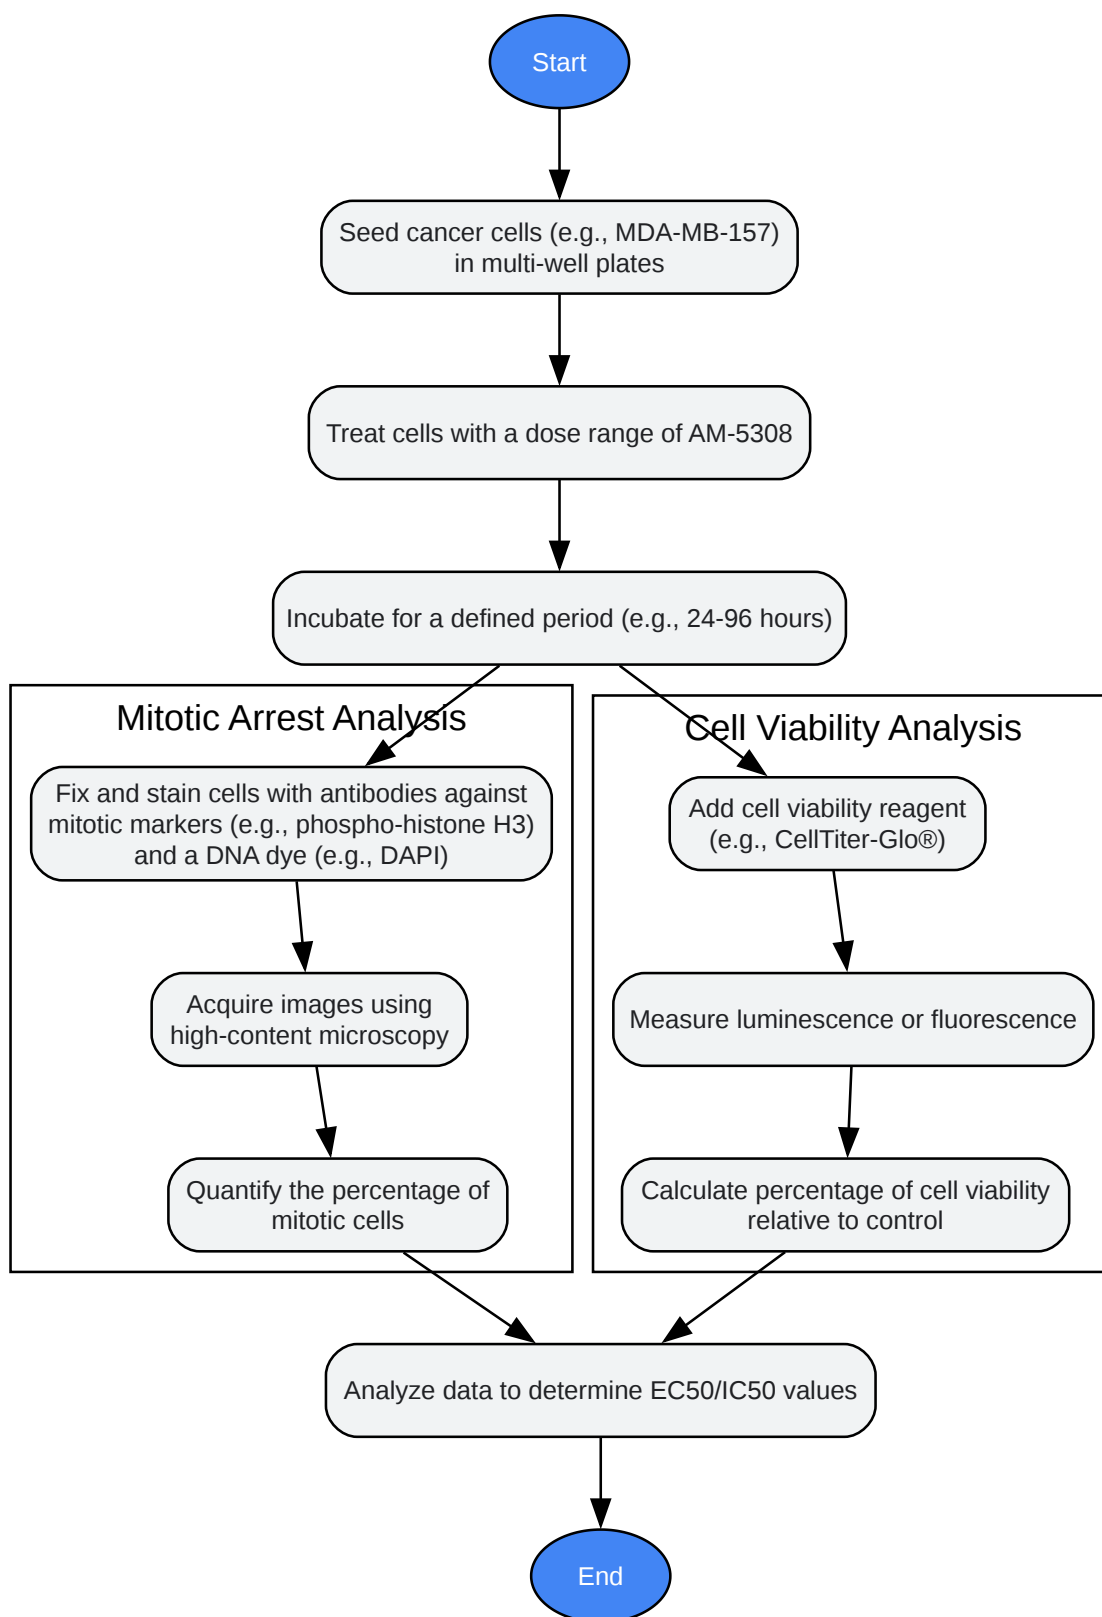 Start
Seed cancer cells (e.g., MDA-MB-157)
in multi-well plates
Treat cells with a dose range of AM-5308
Incubate for a defined period (e.g., 24-96 hours)
Mitotic Arrest Analysis
Fix and stain cells with antibodies against
mitotic markers (e.g., phospho-histone H3)
and a DNA dye (e.g., DAPI)
Acquire images using
high-content microscopy
Quantify the percentage of
mitotic cells
Cell Viability Analysis
Add cell viability reagent
(e.g., CellTiter-Glo®)
Measure luminescence or fluorescence
Calculate percentage of cell viability
relative to control
Analyze data to determine EC50/IC50 values
End